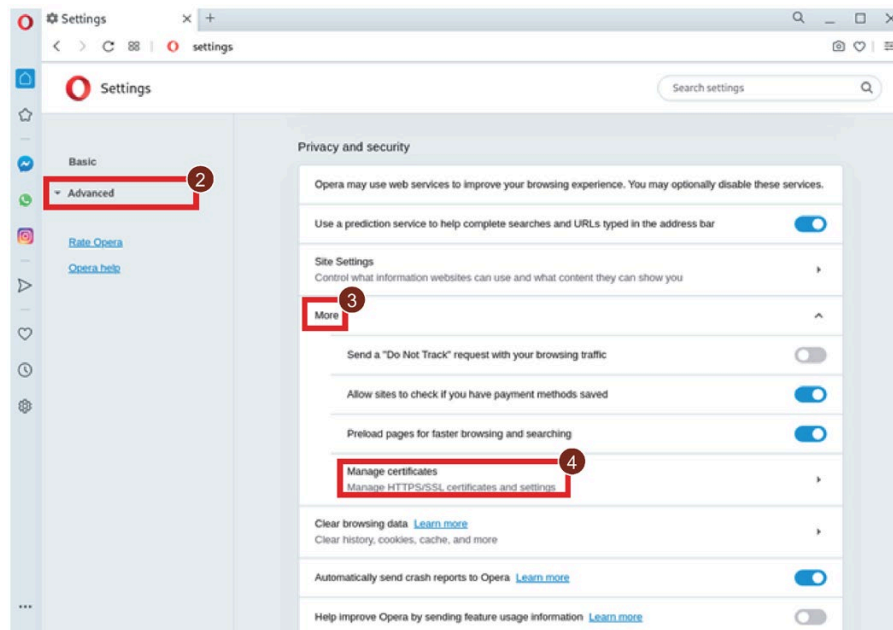 Settings
settings
Settings
Search settings
Basic
2
Advanced
Rate Opera
Opera help
Privacy and security
Opera may use web services to improve your browsing experience. You may optionally disable these services.
Use a prediction service to help complete searches and URLs typed in the address bar
Site Settings
Control what information websites can use and what content they can show you
3
More
Send a "Do Not Track" request with your browsing traffic
Allow sites to check if you have payment methods saved
Preload pages for faster browsing and searching
4
Manage certificates
Manage HTTPS/SSL certificates and settings
Clear browsing data Learn more
Clear history, cookies, cache, and more
Automatically send crash reports to Opera Learn more
Help improve Opera by sending feature usage information Learn more